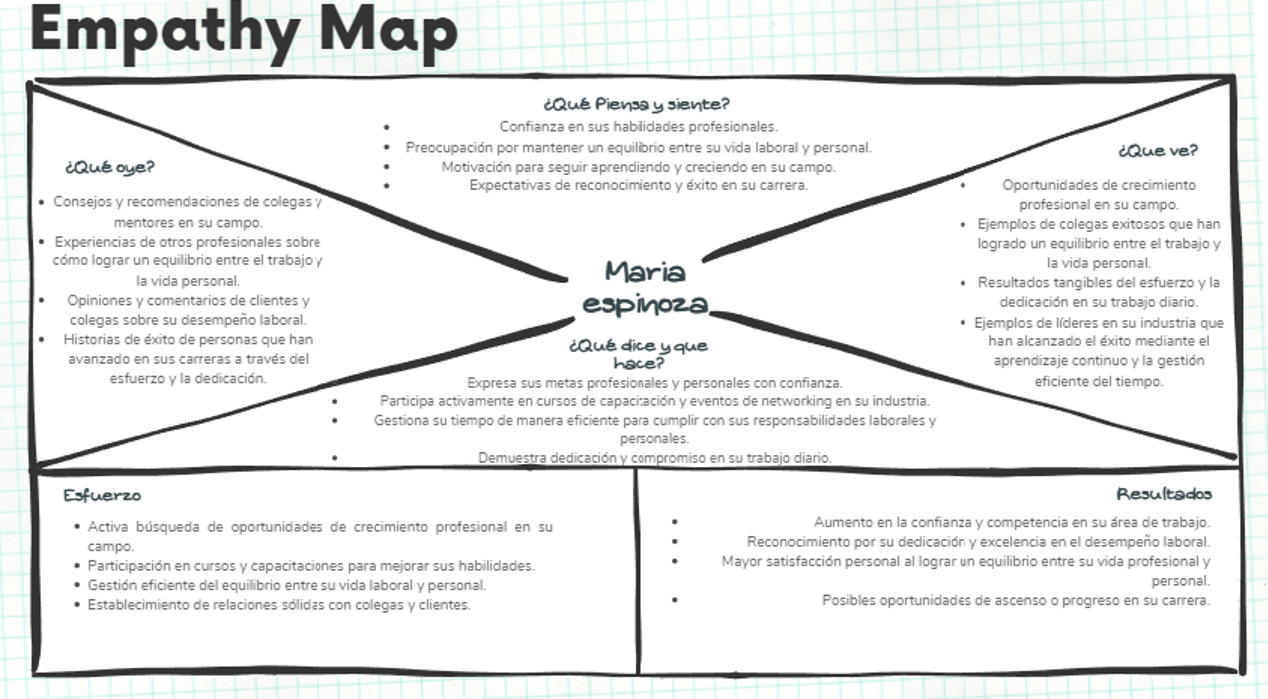 Empathy Map
¿Qué Piensa y siente?
• Confianza en sus habilidades profesionales.
• Preocupación por mantener un equilibrio entre su vida laboral y personal.
• Motivación para seguir aprendiendo y creciendo en su campo.
• Expectativas de reconocimiento y éxito en su carrera.
¿Qué oye?
• Consejos y recomendaciones de colegas y
mentores en su campo.
• Experiencias de otros profesionales sobre
cómo lograr un equilibrio entre el trabajo y
la vida personal.
• Opiniones y comentarios de clientes y
colegas sobre su desempeño laboral.
• Historias de éxito de personas que han
avanzado en sus carreras a través del
esfuerzo y la dedicación.
¿Que ve?
• Oportunidades de crecimiento
profesional en su campo.
• Ejemplos de colegas exitosos que han
logrado un equilibrio entre el trabajo y
la vida personal.
• Resultados tangibles del esfuerzo y la
dedicación en su trabajo diario.
• Ejemplos de líderes en su industria que
han alcanzado el éxito mediante el
aprendizaje continuo y la gestión
eficiente del tiempo.
Maria
espinoza
¿Qué dice y que
hace?
Expresa sus metas profesionales y personales con confianza.
• Participa activamente en cursos de capacitación y eventos de networking en su industria.
• Gestiona su tiempo de manera eficiente para cumplir con sus responsabilidades laborales y
personales.
• Demuestra dedicación y compromiso en su trabajo diario.
Esfuerzo
• Activa búsqueda de oportunidades de crecimiento profesional en su
campo.
• Participación en cursos y capacitaciones para mejorar sus habilidades.
• Gestión eficiente del equilibrio entre su vida laboral y personal.
• Establecimiento de relaciones sólidas con colegas y clientes.
Resultados
• Aumento en la confianza y competencia en su área de trabajo.
• Reconocimiento por su dedicación y excelencia en el desempeño laboral.
• Mayor satisfacción personal al lograr un equilibrio entre su vida profesional y
personal.
• Posibles oportunidades de ascenso o progreso en su carrera.